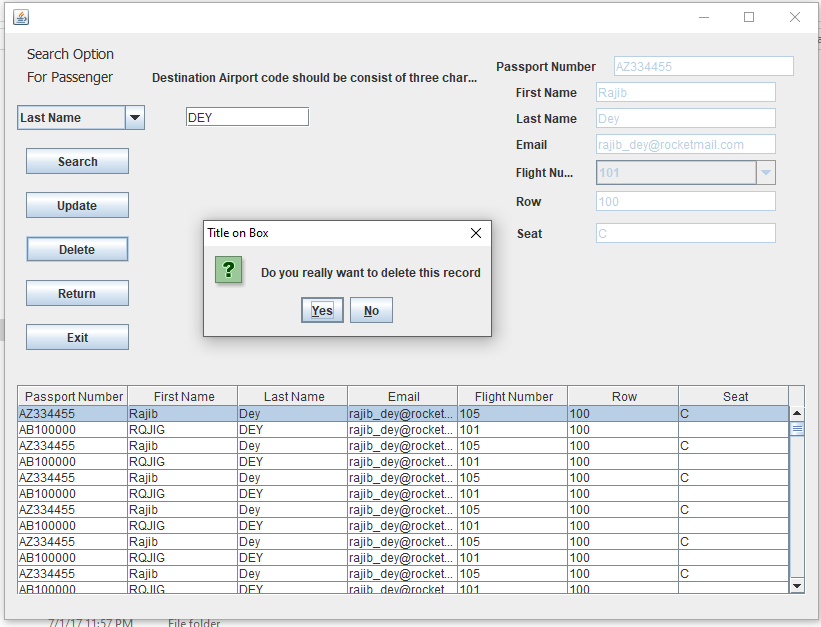 Search Option
For Passenger
Destination Airport code should be consist of three char...
Last Name
DEY
Search
Update
Delete
Return
Exit
Passport Number AZ334455
First Name Rajib
Last Name Dey
Email rajib_dey@rocketmail.com
Flight Nu... 101
Row 100
Seat C
Title on Box
?
Do you really want to delete this record
Yes No
Passport Number First Name Last Name Email Flight Number Row Seat
AZ334455 Rajib Dey rajib_dey@rocket... 105 100 C
AB100000 RQJIG DEY rajib_dey@rocket... 101 100
AZ334455 Rajib Dey rajib_dey@rocket... 105 100 C
AB100000 RQJIG DEY rajib_dey@rocket... 101 100
AZ334455 Rajib Dey rajib_dey@rocket... 105 100 C
AB100000 RQJIG DEY rajib_dey@rocket... 101 100
AZ334455 Rajib Dey rajib_dey@rocket... 105 100 C
AB100000 RQJIG DEY rajib_dey@rocket... 101 100
AZ334455 Rajib Dey rajib_dey@rocket... 105 100 C
AB100000 RQJIG DEY rajib_dey@rocket... 101 100
AZ334455 Rajib Dey rajib_dey@rocket... 105 100 C
AB100000 RQJIG DEY rajib_dey@rocket... 101 100
7/1/17 11:57 PM File folder